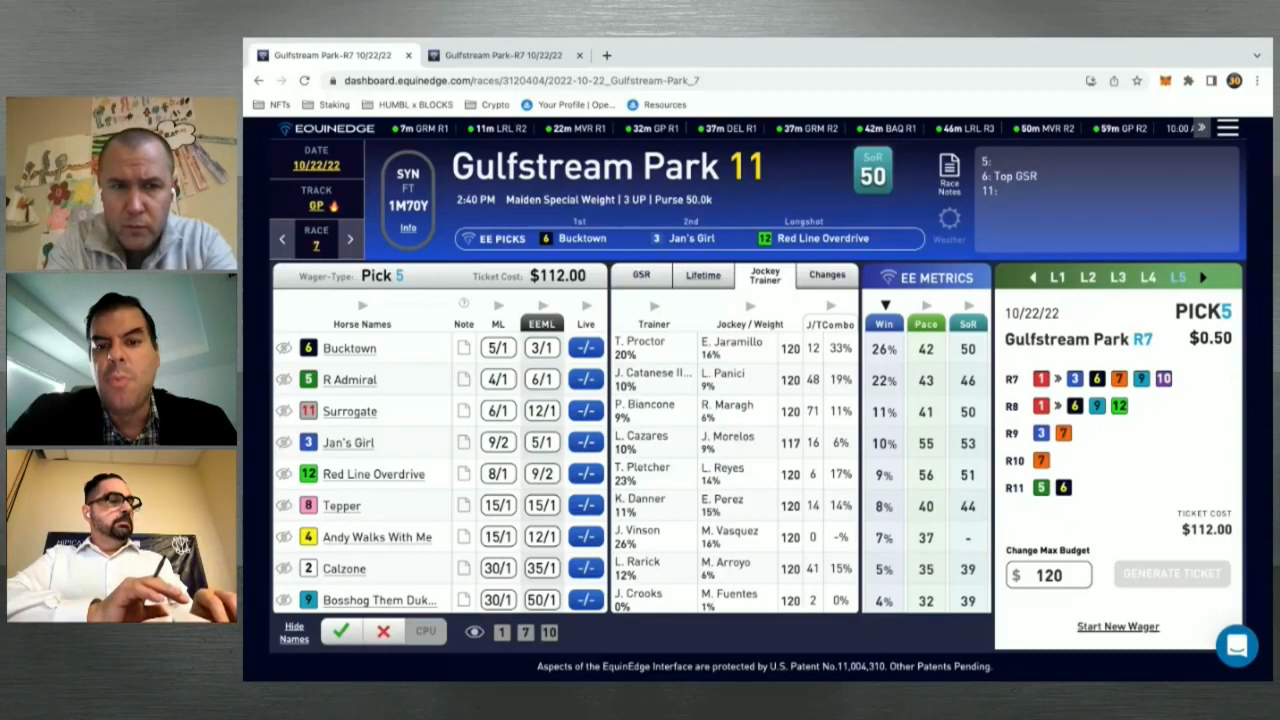 Gulfstream Park-R7 10/22/22
Gulfstream Park-R7 10/22/22
dashboard.equinedge.com/races/3120404/2022-10-22_Gulfstream-Park_7
NFTs Staking HUMBL x BLOCKS Crypto Your Profile | Ope... Resources
EQUINEDGE 7m GRM R1 11m LRL R2 22m MVR R1 32m GP R1 37m DEL R1 37m GRM R2 42m BAQ R1 46m LRL R3 50m MVR R2 59m GP R2 10:00
DATE
10/22/22
TRACK
GP
RACE
7
SYN
FT
1M70Y
Info
Gulfstream Park 11
SoR
50
2:40 PM Maiden Special Weight | 3 UP | Purse 50.0k
1st 2nd Longshot
EE PICKS 6 Bucktown 3 Jan's Girl 12 Red Line Overdrive
Race
Notes
Weather
5:
6: Top GSR
11:
Wager-Type: Pick 5 Ticket Cost: $112.00
GSR Lifetime Jockey Trainer Changes
EE METRICS
Horse Names Note ML EEML Live Trainer Jockey / Weight J/TCombo Win Pace SoR
6 Bucktown 5/1 3/1 -/- T. Proctor 20% E. Jaramillo 16% 120 12 33% 26% 42 50
5 R Admiral 4/1 6/1 -/- J. Catanese II... 10% L. Panici 9% 120 48 19% 22% 43 46
11 Surrogate 6/1 12/1 -/- P. Biancone 9% R. Maragh 6% 120 71 11% 11% 41 50
3 Jan's Girl 9/2 5/1 -/- L. Cazares 10% J. Morelos 9% 117 16 6% 10% 55 53
12 Red Line Overdrive 8/1 9/2 -/- T. Pletcher 23% L. Reyes 14% 120 6 17% 9% 56 51
8 Tepper 15/1 15/1 -/- K. Danner 11% E. Perez 15% 120 14 14% 8% 40 44
4 Andy Walks With Me 15/1 12/1 -/- J. Vinson 26% M. Vasquez 16% 120 0 -% 7% 37 -
2 Calzone 30/1 35/1 -/- L. Rarick 12% M. Arroyo 6% 120 41 15% 5% 35 39
9 Bosshog Them Duk... 30/1 50/1 -/- J. Crooks 0% M. Fuentes 1% 120 2 0% 4% 32 39
Hide
Names
CPU
1 7 10
L1 L2 L3 L4 L5
10/22/22 PICK5
Gulfstream Park R7 $0.50
R7 1 » 3 6 7 9 10
R8 1 » 6 9 12
R9 3 7
R10 7
R11 5 6
TICKET COST
$112.00
Change Max Budget
$ 120
GENERATE TICKET
Start New Wager
Aspects of the EquinEdge Interface are protected by U.S. Patent No.11,004,310. Other Patents Pending.